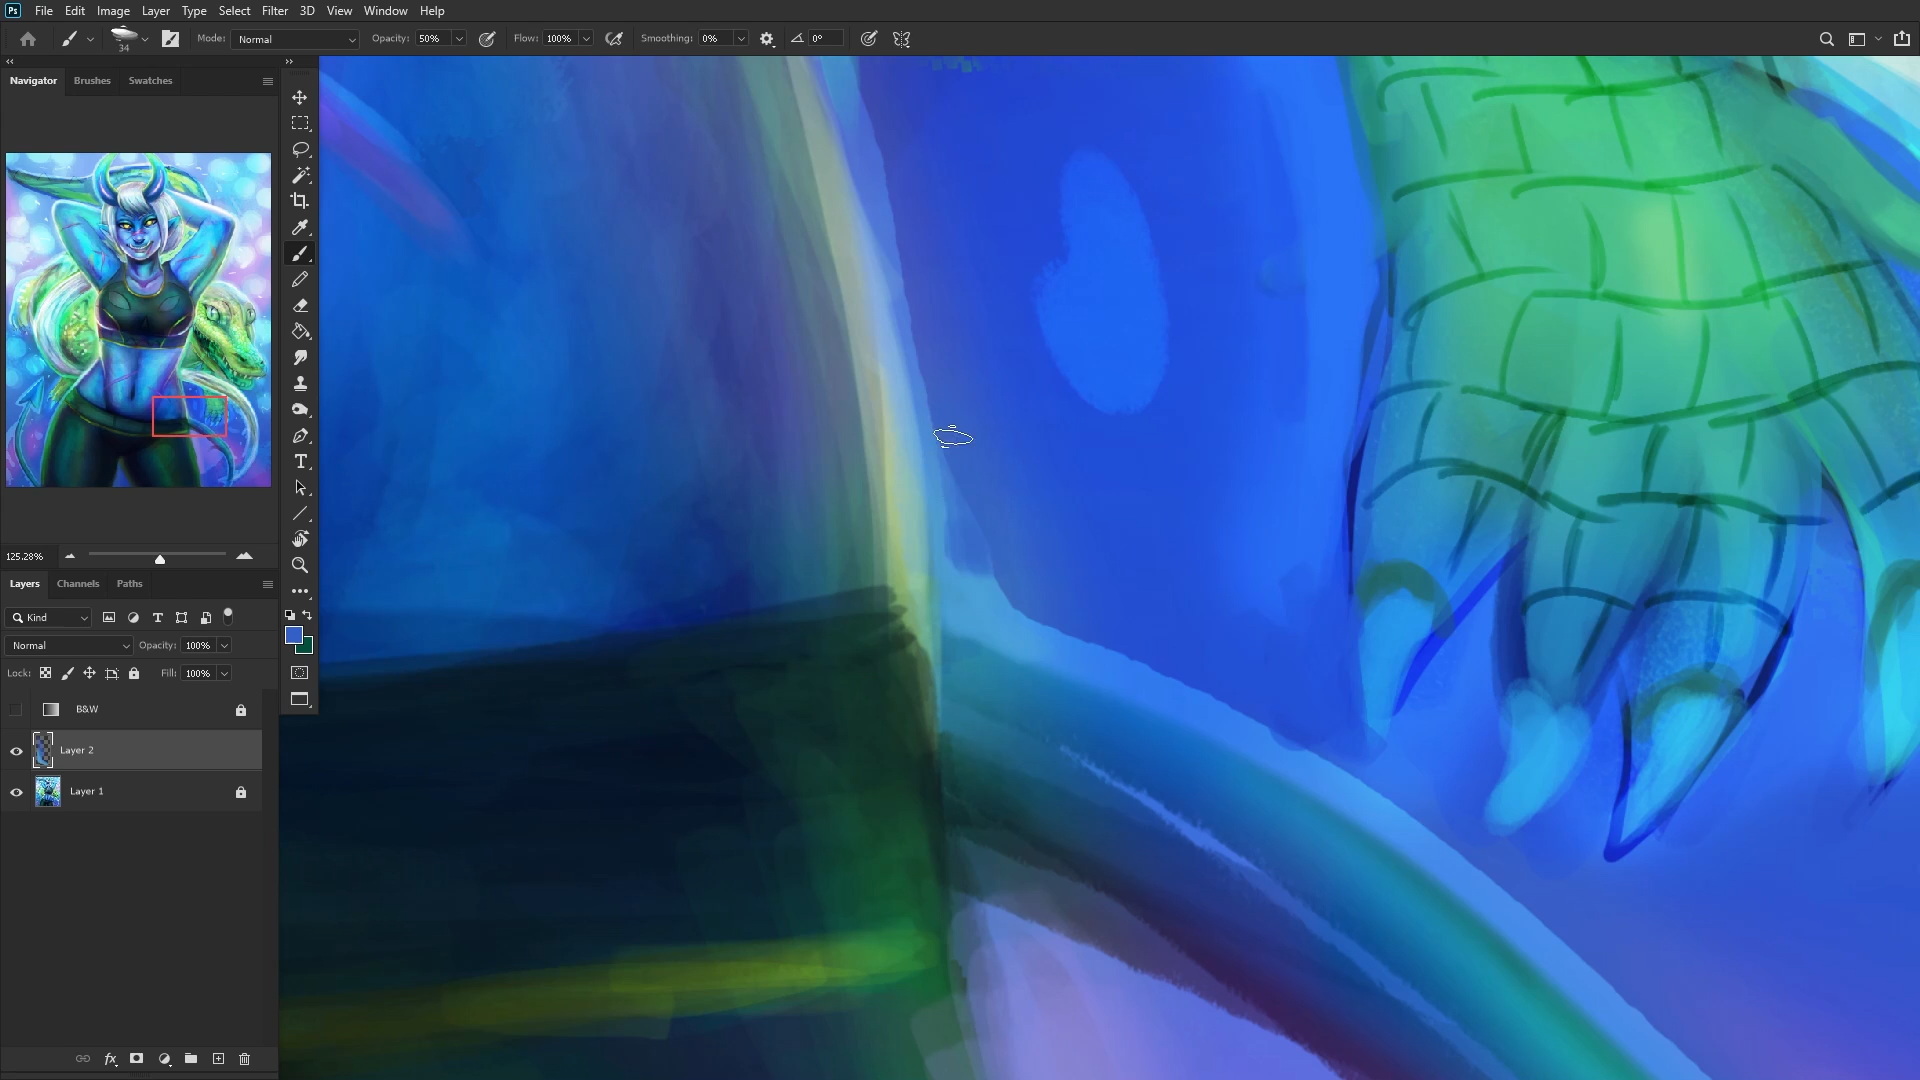 Ps File Edit Image Layer Type Select Filter 3D View Window Help
34 Mode: Normal Opacity: 50% Flow: 100% Smoothing: 0% 0°
Navigator Brushes Swatches
125.28%
Layers Channels Paths
Kind T
Normal Opacity: 100%
Lock: Fill: 100%
B&W
Layer 2
Layer 1
fx
T